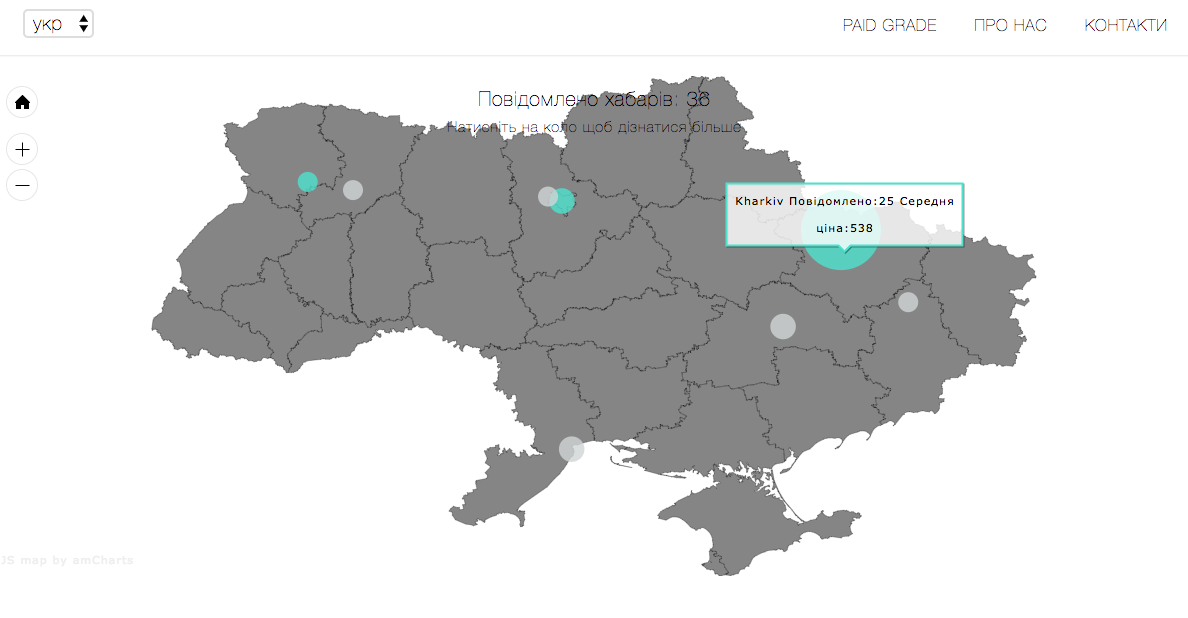 укр
PAID GRADE ПРО НАС КОНТАКТИ
Повідомлено хабарів: 36
Натисніть на коло щоб дізнатися більше
Kharkiv Повідомлено:25 Середня
ціна:538
JS map by amCharts